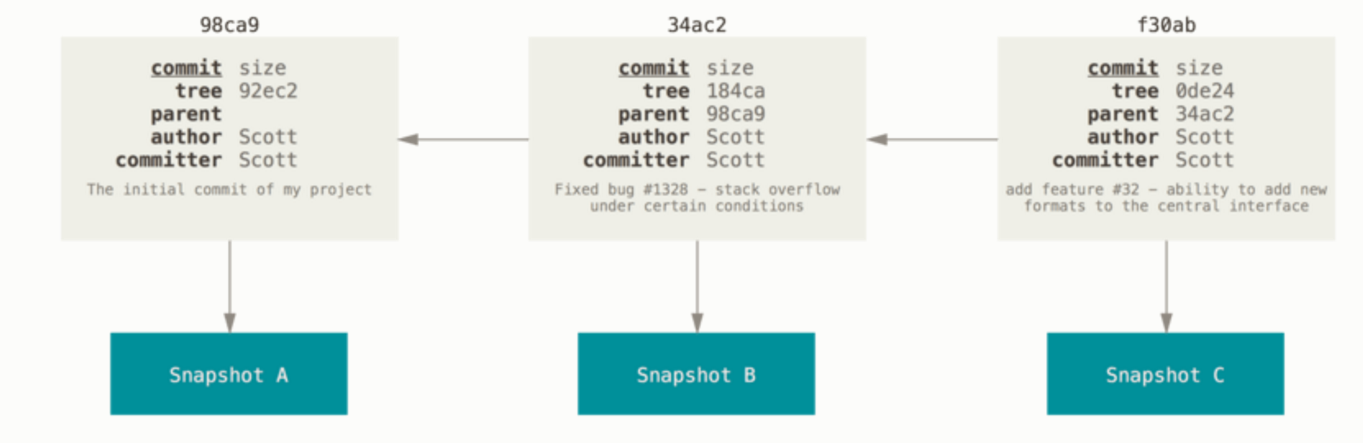 98ca9
commit size
tree 92ec2
parent
author Scott
committer Scott
The initial commit of my project
Snapshot A
34ac2
commit size
tree 184ca
parent 98ca9
author Scott
committer Scott
Fixed bug #1328 – stack overflow
under certain conditions
Snapshot B
f30ab
commit size
tree 0de24
parent 34ac2
author Scott
committer Scott
add feature #32 – ability to add new
formats to the central interface
Snapshot C